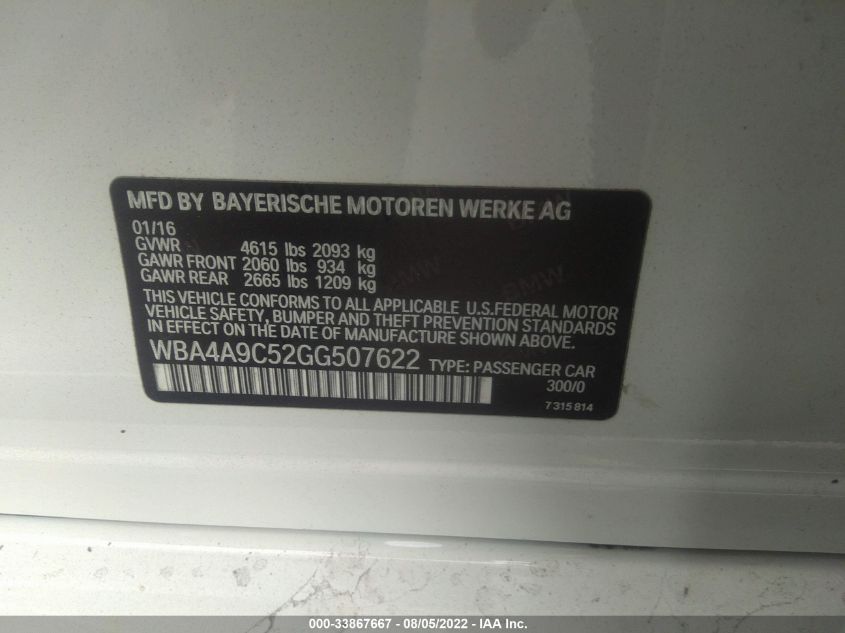 MFD BY BAYERISCHE MOTOREN WERKE AG
01/16
GVWR 4615 lbs 2093 kg
GAWR FRONT 2060 lbs 934 kg
GAWR REAR 2665 lbs 1209 kg
THIS VEHICLE CONFORMS TO ALL APPLICABLE U.S.FEDERAL MOTOR
VEHICLE SAFETY, BUMPER AND THEFT PREVENTION STANDARDS
IN EFFECT ON THE DATE OF MANUFACTURE SHOWN ABOVE.
WBA4A9C52GG507622 TYPE: PASSENGER CAR
300/0
7315814
000-33867667 - 08/05/2022 - IAA Inc.